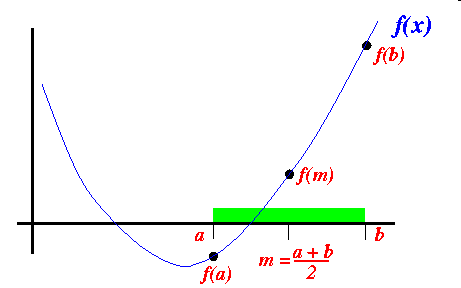 f(x)
f(b)
f(m)
a
b
m = a + b / 2
f(a)